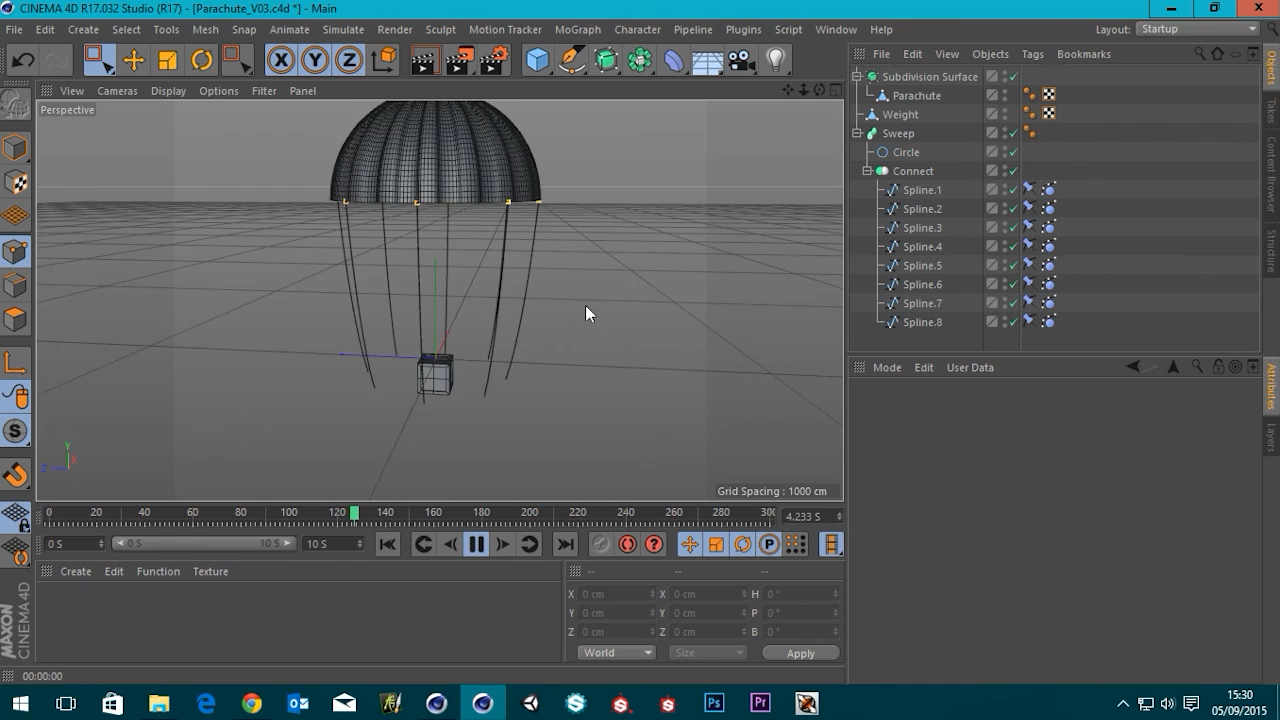 CINEMA 4D R17.032 Studio (R17) - [Parachute_V03.c4d *] - Main
File Edit Create Select Tools Mesh Snap Animate Simulate Render Sculpt Motion Tracker MoGraph Character Pipeline Plugins Script Window Help Layout: Startup
X Y Z
File Edit View Objects Tags Bookmarks
View Cameras Display Options Filter Panel
Perspective
Subdivision Surface
Parachute
Weight
Sweep
Circle
Connect
Spline.1
Spline.2
Spline.3
Spline.4
Spline.5
Spline.6
Spline.7
Spline.8
Objects
Takes
Content Browser
Structure
Mode Edit User Data
Attributes
Layers
Y
Z X
S
Grid Spacing : 1000 cm
0 20 40 60 80 100 120 140 160 180 200 220 240 260 280 300 4.233 S
0 S 0 S 10 S 10 S P
Create Edit Function Texture
-- -- --
X 0 cm X 0 cm H 0 °
Y 0 cm Y 0 cm P 0 °
Z 0 cm Z 0 cm B 0 °
World Size Apply
MAXON
CINEMA 4D
00:00:00
Ps Pr
15:30
05/09/2015